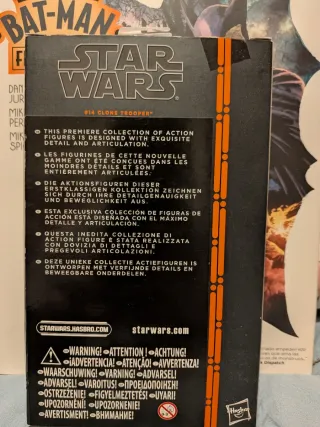 BAT-MAN
STAR
WARS
#14 CLONE TROOPER
THIS PREMIERE COLLECTION OF ACTION
FIGURES IS DESIGNED WITH EXQUISITE
DETAIL AND ARTICULATION.
LES FIGURINES DE CETTE NOUVELLE
GAMME ONT ÉTÉ CONÇUES DANS LES
MOINDRES DÉTAILS ET SONT
ENTIÈREMENT ARTICULÉES.
DIE AKTIONSFIGUREN DIESER
ERSTKLASSIGEN KOLLEKTION ZEICHNEN
SICH DURCH IHRE DETAILGENAUIGKEIT
UND BEWEGLICHKEIT AUS.
ESTA EXCLUSIVA COLECCIÓN DE FIGURAS DE
ACCIÓN ESTA DISEÑADA CON EL MAXIMO
DETALLE Y ARTICULACION.
QUESTA INEDITA COLLEZIONE DI
ACTION FIGURE È STATA REALIZZATA
CON DOVIZIA DI DETTAGLI E
PREGEVOLI ARTICOLAZIONI.
DEZE UNIEKE COLLECTIE ACTIEFIGUREN IS
ONTWORPEN MET VERFIJNDE DETAILS EN
BEWEEGBARE ONDERDELEN.
STARWARS.HASBRO.COM
starwars.com
WARNING! ATTENTION! ACHTUNG!
¡ADVERTENCIA! ATENÇÃO! AVVERTENZA!
WAARSCHUWING! VARNING! ADVARSEL!
ADVARSEL! VAROITUS! ΠΡΟΕΙΔΟΠΟΙΗΣΗ!
OSTRZEŻENIE! FIGYELMEZTETÉS! UYARI!
UPOZORNĚNÍ! UPOZORNENIE!
AVERTISMENT! ВНИМАНИЕ!
0-3
Hasbro